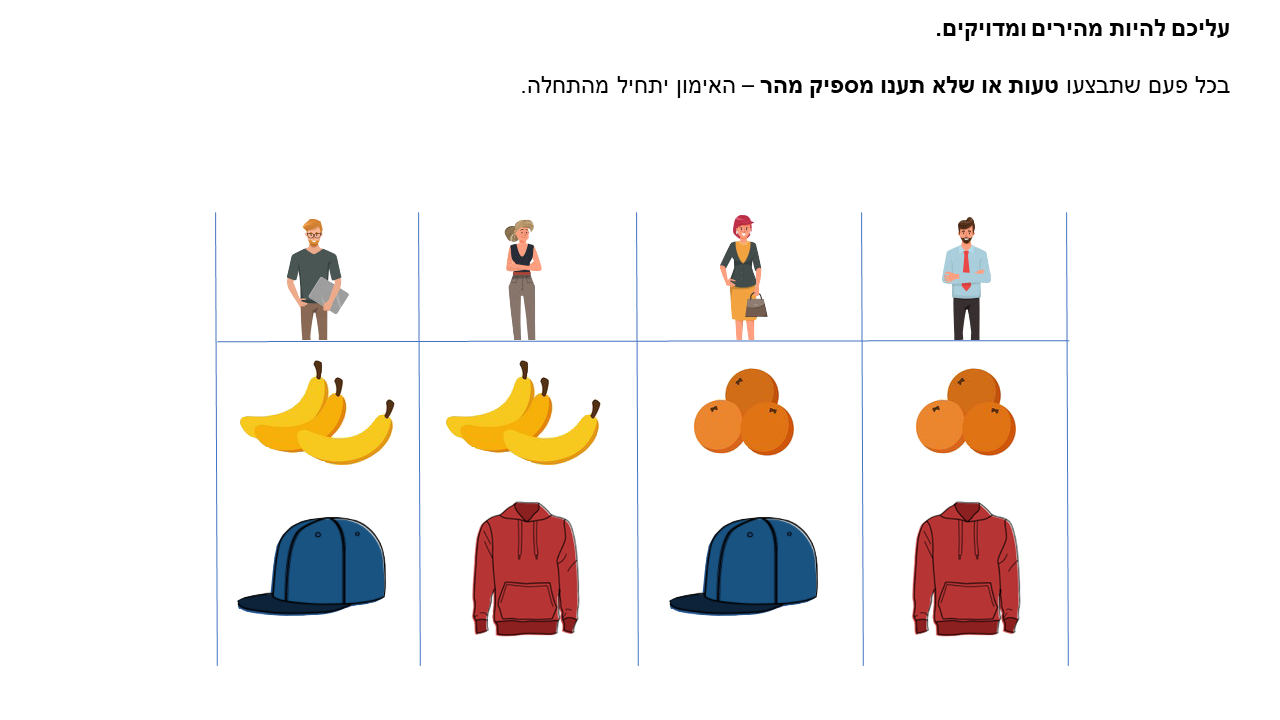 עליכם להיות מהירים ומדויקים.
בכל פעם שתבצעו טעות או שלא תענו מספיק מהר – האימון יתחיל מהתחלה.